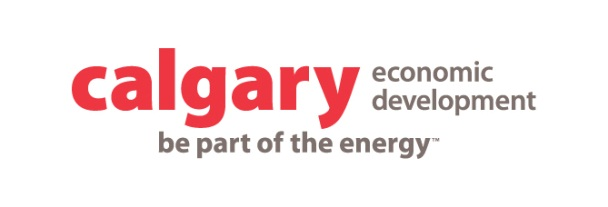 calgary economic
development
be part of the energy™